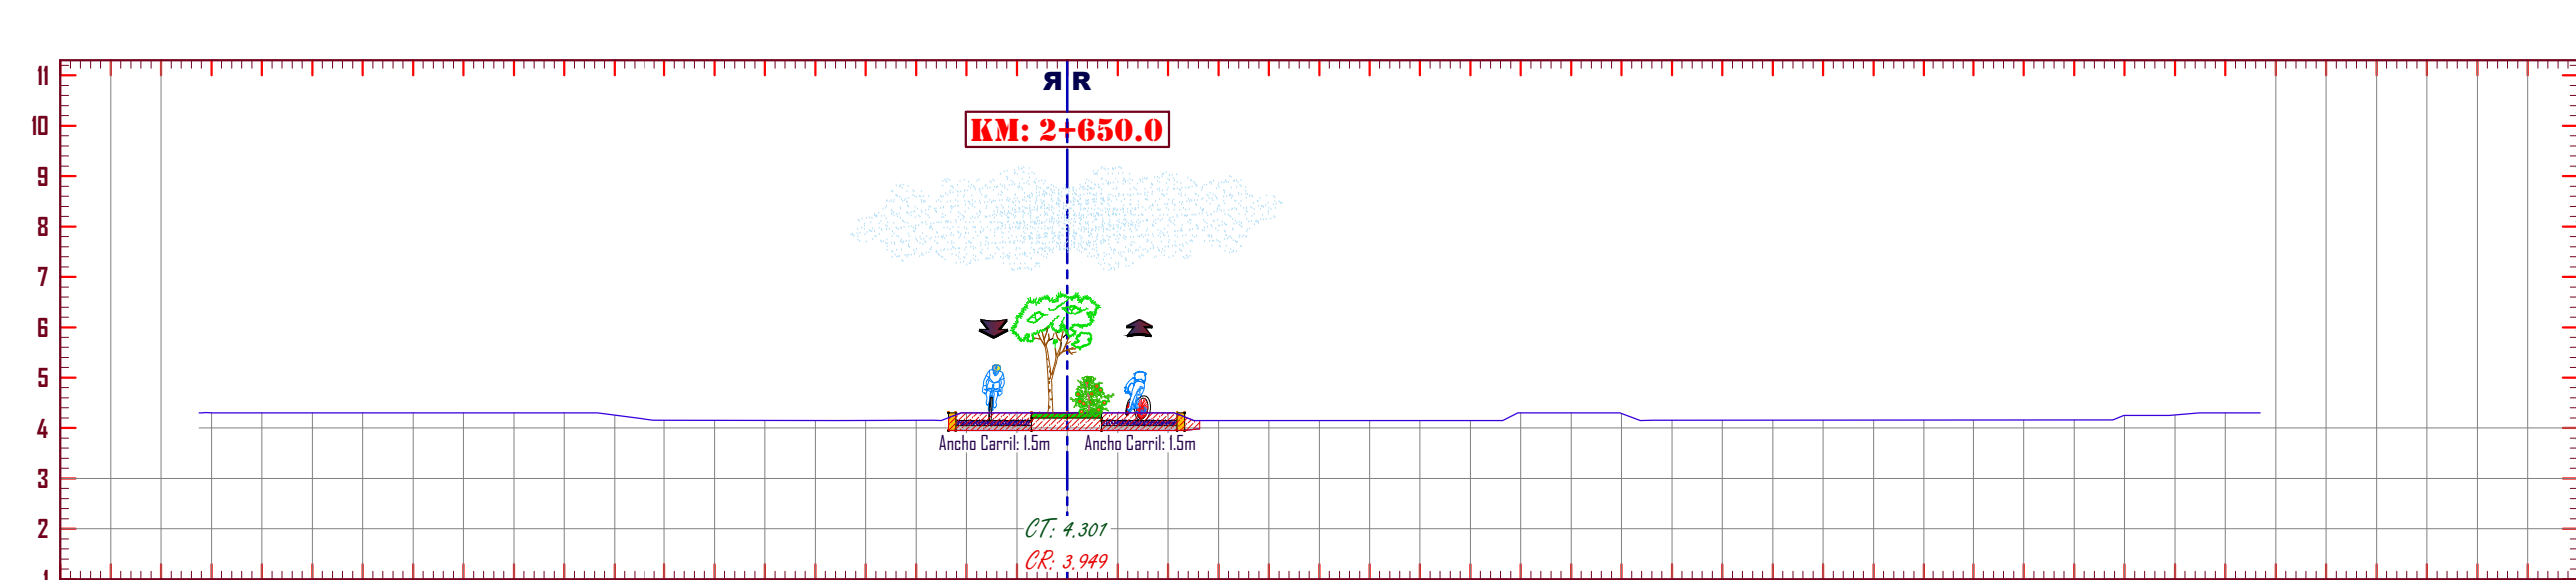 11
ЯR
10
KM: 2+650.0
9
8
7
6
5
4
Ancho Carril: 1.5m Ancho Carril: 1.5m
3
2
CT: 4.301
CR: 3.949
1